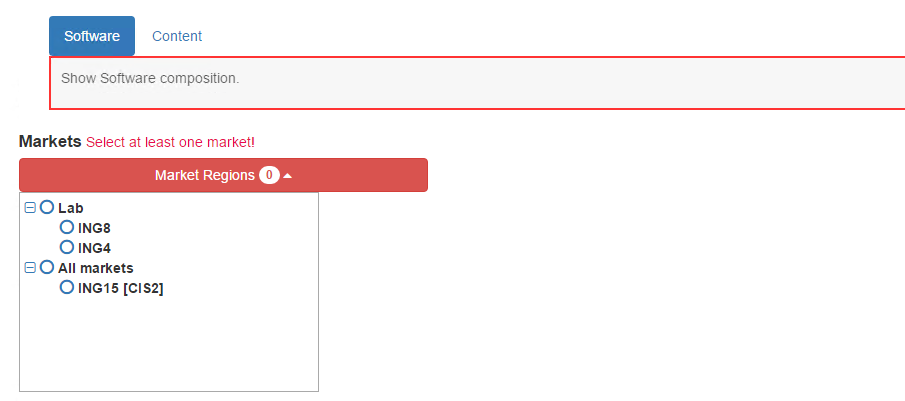 Software Content
Show Software composition.
Markets Select at least one market!
Market Regions 0
Lab
ING8
ING4
All markets
ING15 [CIS2]